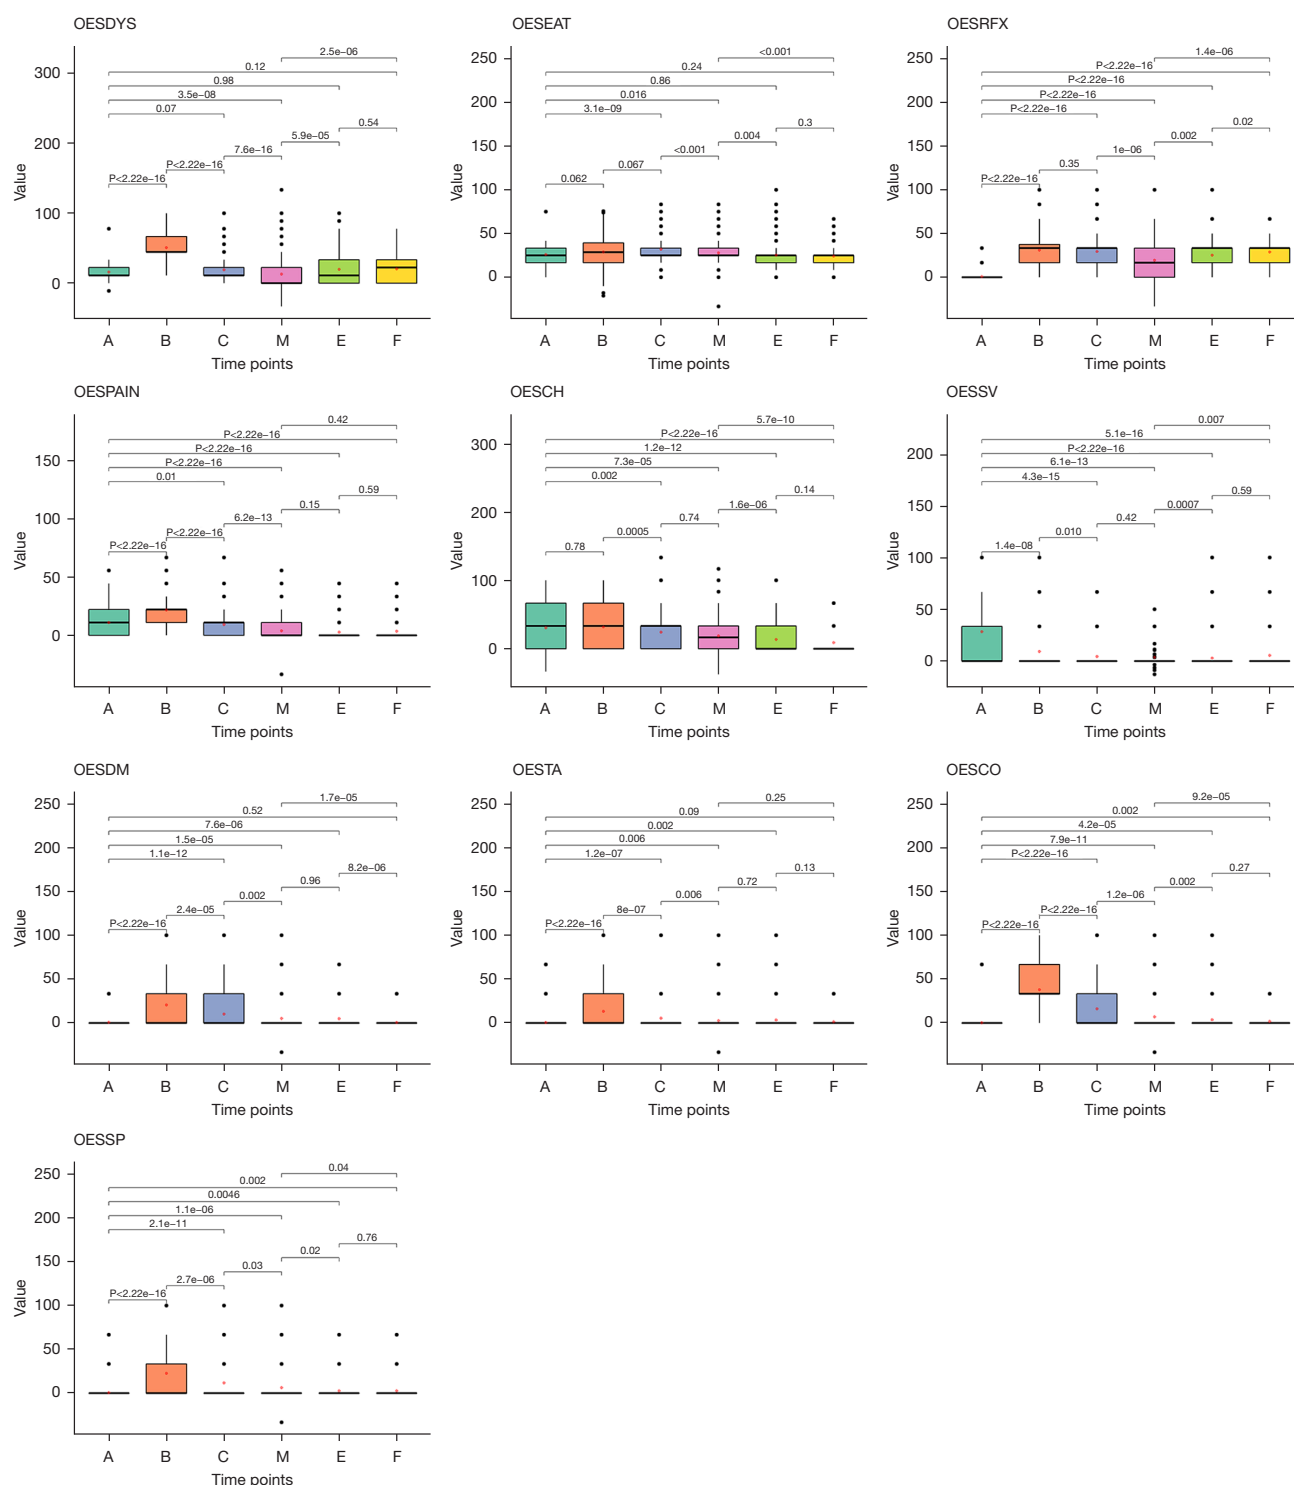 OESDYS
2.5e−06
0.12
0.98
3.5e−08
0.07
0.54
5.9e−05
7.6e−16
P<2.22e−16
P<2.22e−16
300
200
100
0
Value
A B C M E F
Time points
OESEAT
<0.001
0.24
0.86
0.016
3.1e−09
0.3
0.004
<0.001
0.067
0.062
250
200
150
100
50
0
Value
A B C M E F
Time points
OESRFX
1.4e−06
P<2.22e−16
P<2.22e−16
P<2.22e−16
P<2.22e−16
0.02
0.002
1e−06
0.35
P<2.22e−16
250
200
150
100
50
0
Value
A B C M E F
Time points
OESPAIN
0.42
P<2.22e−16
P<2.22e−16
P<2.22e−16
0.01
0.59
0.15
6.2e−13
P<2.22e−16
P<2.22e−16
150
100
50
0
Value
A B C M E F
Time points
OESCH
5.7e−10
P<2.22e−16
1.2e−12
7.3e−05
0.002
0.14
1.6e−06
0.74
0.0005
0.78
300
200
100
0
Value
A B C M E F
Time points
OESSV
0.007
5.1e−16
P<2.22e−16
6.1e−13
4.3e−15
0.59
0.0007
0.42
0.010
1.4e−08
200
150
100
50
0
Value
A B C M E F
Time points
OESDM
1.7e−05
0.52
7.6e−06
1.5e−05
1.1e−12
8.2e−06
0.96
0.002
2.4e−05
P<2.22e−16
250
200
150
100
50
0
Value
A B C M E F
Time points
OESTA
0.25
0.09
0.002
0.006
1.2e−07
0.13
0.72
0.006
8e−07
P<2.22e−16
250
200
150
100
50
0
Value
A B C M E F
Time points
OESCO
9.2e−05
0.002
4.2e−05
7.9e−11
P<2.22e−16
0.27
0.002
1.2e−06
P<2.22e−16
P<2.22e−16
250
200
150
100
50
0
Value
A B C M E F
Time points
OESSP
0.04
0.002
0.0046
1.1e−06
2.1e−11
0.76
0.02
0.03
2.7e−06
P<2.22e−16
250
200
150
100
50
0
Value
A B C M E F
Time points